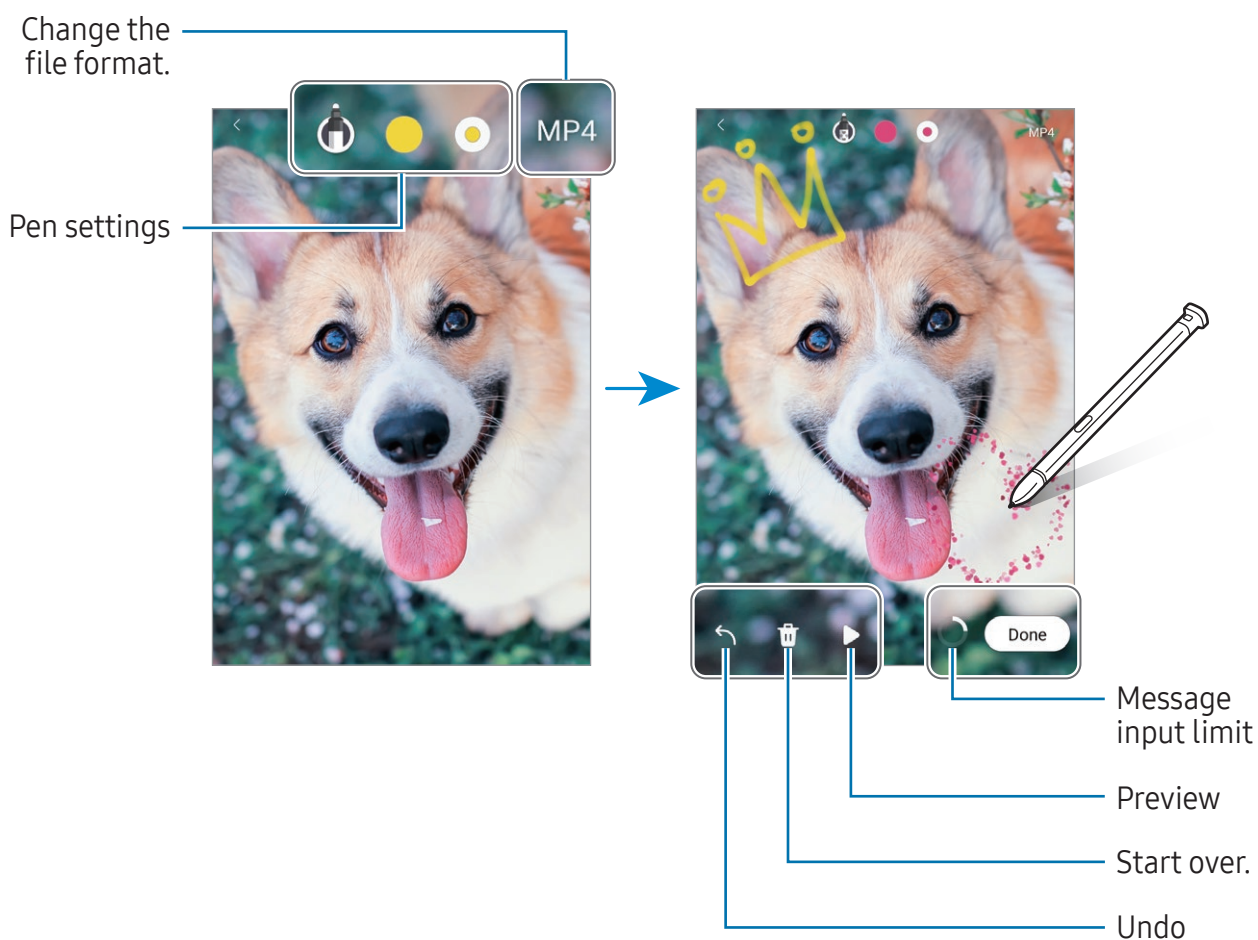 Change the
file format.
MP4
Pen settings
MP4
Done
Message
input limit
Preview
Start over.
Undo